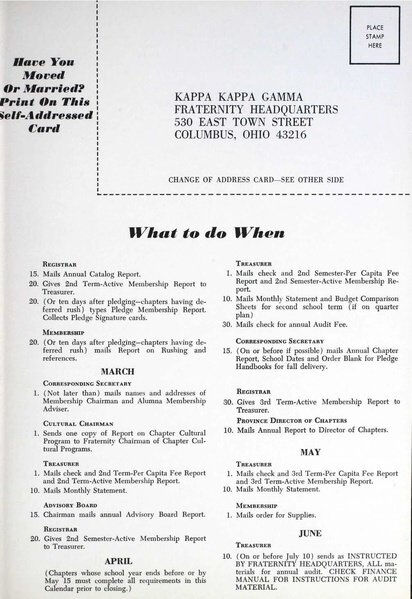 PLACE
STAMP
HERE
Have You
Moved
Or Married?
Print On This
Self-Addressed
Card
KAPPA KAPPA GAMMA
FRATERNITY HEADQUARTERS
530 EAST TOWN STREET
COLUMBUS, OHIO 43216
CHANGE OF ADDRESS CARD—SEE OTHER SIDE
What to do When
REGISTRAR
15. Mails Annual Catalog Report.
20. Gives 2nd Term-Active Membership Report to
Treasurer.
20. (Or ten days after pledging—chapters having de-
ferred rush) types Pledge Membership Report.
Collects Pledge Signature cards.
MEMBERSHIP
20. (Or ten days after pledging—chapters having de-
ferred rush) mails Report on Rushing and
references.
MARCH
CORRESPONDING SECRETARY
1. (Not later than) mails names and addresses of
Membership Chairman and Alumna Membership
Adviser.
CULTURAL CHAIRMAN
1. Sends one copy of Report on Chapter Cultural
Program to Fraternity Chairman of Chapter Cul-
tural Programs.
TREASURER
1. Mails check and 2nd Term-Per Capita Fee Report
and 2nd Term-Active Membership Report.
10. Mails Monthly Statement.
ADVISORY BOARD
15. Chairman mails annual Advisory Board Report.
REGISTRAR
20. Gives 2nd Semester-Active Membership Report
to Treasurer.
APRIL
(Chapters whose school year ends before or by
May 15 must complete all requirements in this
Calendar prior to closing.)
TREASURER
1. Mails check and 2nd Semester-Per Capita Fee
Report and 2nd Semester-Active Membership Re-
port.
10. Mails Monthly Statement and Budget Comparison
Sheets for second school term (if on quarter
plan)
30. Mails check for annual Audit Fee.
CORRESPONDING SECRETARY
15. (On or before if possible) mails Annual Chapter
Report, School Dates and Order Blank for Pledge
Handbooks for fall delivery.
REGISTRAR
30. Gives 3rd Term-Active Membership Report to
Treasurer.
PROVINCE DIRECTOR OF CHAPTERS
10. Mails Annual Report to Director of Chapters.
MAY
TREASURER
1. Mails check and 3rd Term-Per Capita Fee Report
and 3rd Term-Active Membership Report.
10. Mails Monthly Statement.
MEMBERSHIP
1. Mails order for Supplies.
JUNE
TREASURER
10. (On or before July 10) sends as INSTRUCTED
BY FRATERNITY HEADQUARTERS, ALL ma-
terials for annual audit. CHECK FINANCE
MANUAL FOR INSTRUCTIONS FOR AUDIT
MATERIAL.